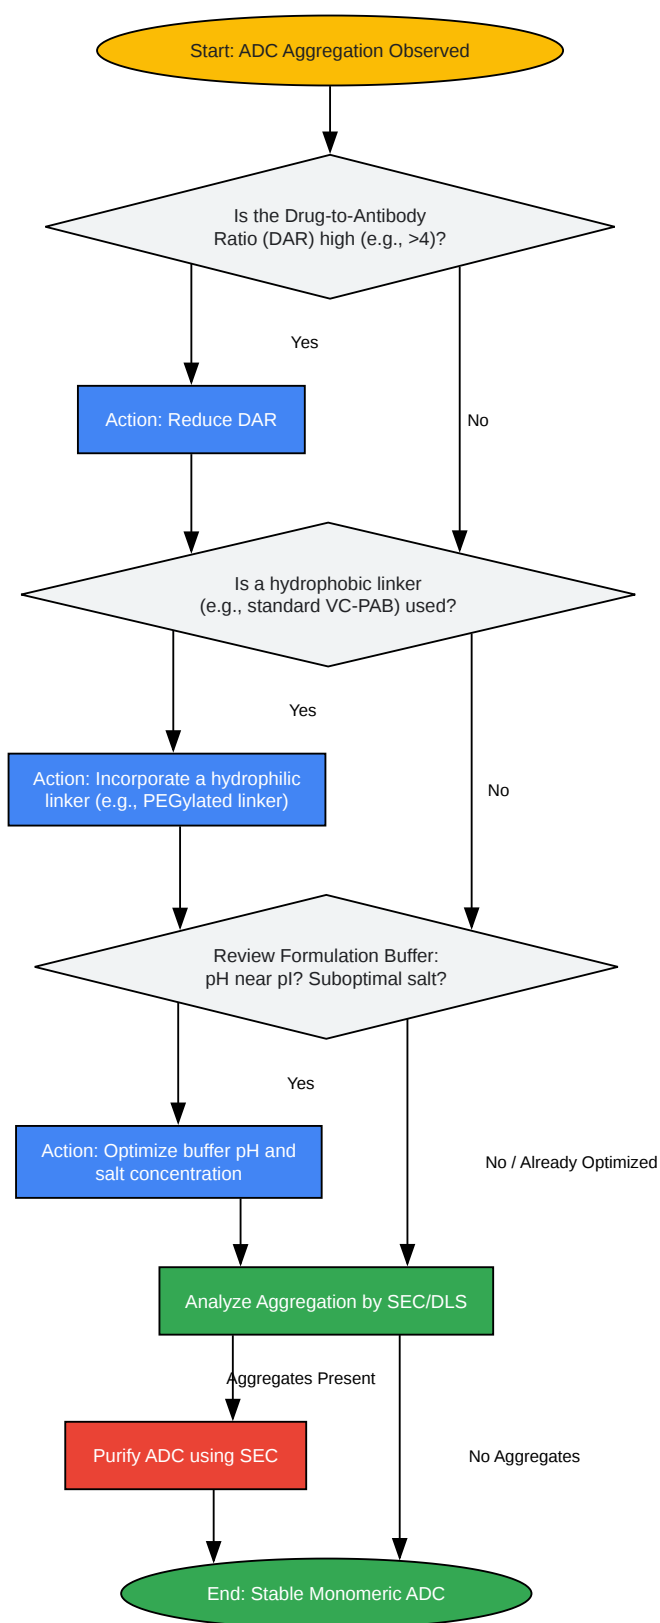 Start: ADC Aggregation Observed
Is the Drug-to-Antibody
Ratio (DAR) high (e.g., >4)?
Yes
Action: Reduce DAR
No
Is a hydrophobic linker
(e.g., standard VC-PAB) used?
Yes
Action: Incorporate a hydrophilic
linker (e.g., PEGylated linker)
No
Review Formulation Buffer:
pH near pI? Suboptimal salt?
Yes
Action: Optimize buffer pH and
salt concentration
No / Already Optimized
Analyze Aggregation by SEC/DLS
Aggregates Present
Purify ADC using SEC
No Aggregates
End: Stable Monomeric ADC